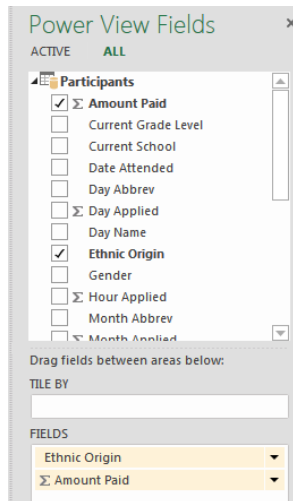 Power View Fields
ACTIVE ALL
Participants
Σ Amount Paid
Current Grade Level
Current School
Date Attended
Day Abbrev
Σ Day Applied
Day Name
Ethnic Origin
Gender
Σ Hour Applied
Month Abbrev
Σ Month Applied
Drag fields between areas below:
TILE BY
FIELDS
Ethnic Origin
Σ Amount Paid